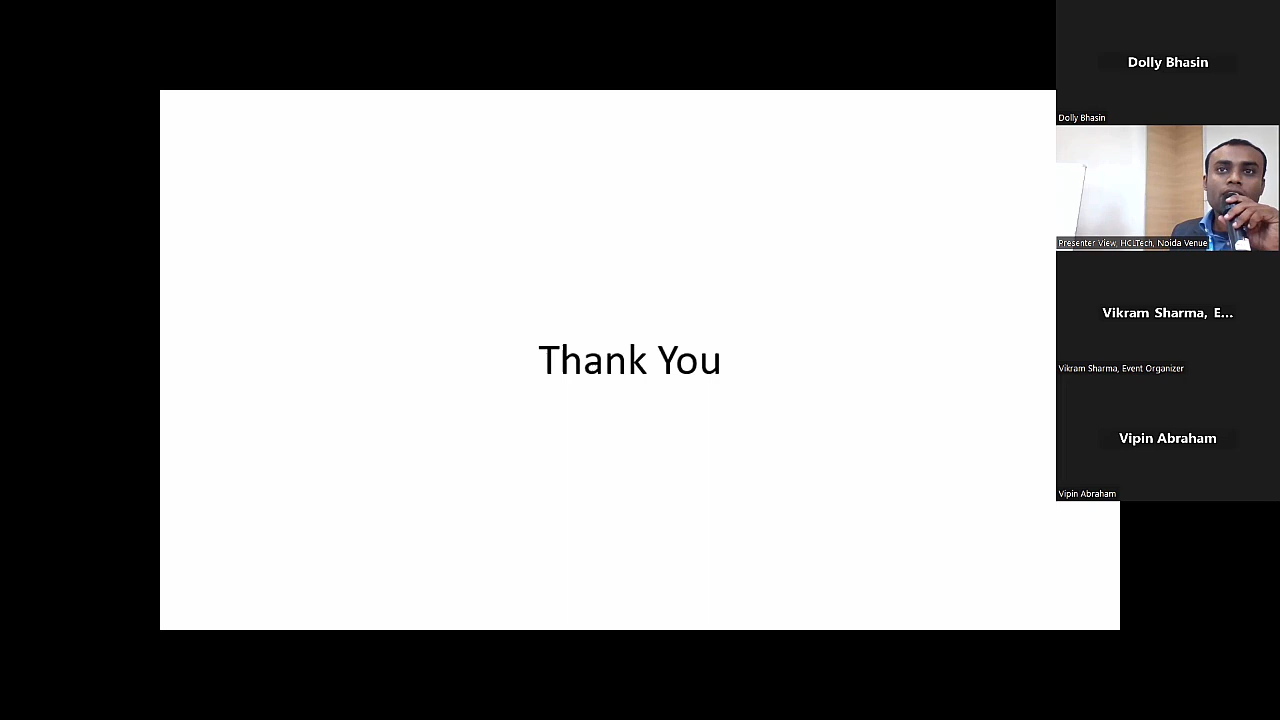 Thank You
Dolly Bhasin
Dolly Bhasin
Presenter View, HCLTech, Noida Venue
Vikram Sharma, E...
Vikram Sharma, Event Organizer
Vipin Abraham
Vipin Abraham